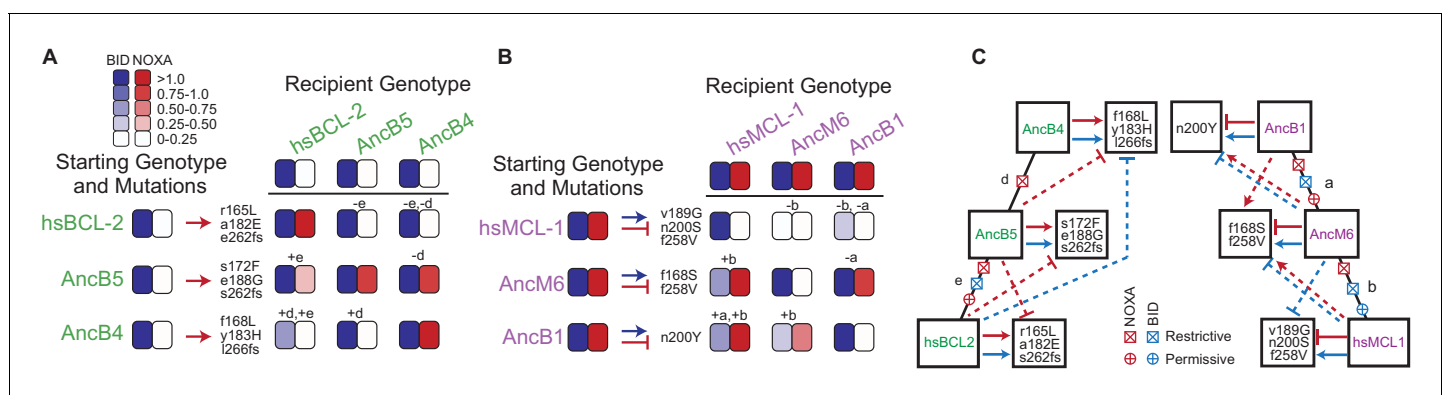 A
BID NOXA
>1.0
0.75-1.0
0.50-0.75
0.25-0.50
0-0.25
Recipient Genotype
hsBCL-2
AncB5
AncB4
Starting Genotype
and Mutations
-e
-e,-d
hsBCL-2
r165L
a182E
e262fs
+e
-d
AncB5
s172F
e188G
s262fs
+d,+e
+d
AncB4
f168L
y183H
l266fs
B
Recipient Genotype
hsMCL-1
AncM6
AncB1
Starting Genotype
and Mutations
-b
-b, -a
hsMCL-1
v189G
n200S
f258V
+b
-a
AncM6
f168S
f258V
+a,+b
+b
AncB1
n200Y
C
AncB4
f168L
y183H
l266fs
d
AncB5
s172F
e188G
s262fs
e
hsBCL2
r165L
a182E
s262fs
n200Y
AncB1
a
f168S
f258V
AncM6
b
v189G
n200S
f258V
hsMCL1
NOXA
BID
Restrictive
Permissive